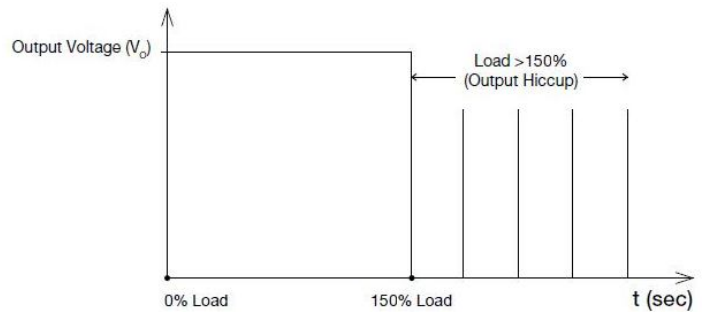 Output Voltage (Vo)
Load >150%
(Output Hiccup)
0% Load
150% Load
t (sec)